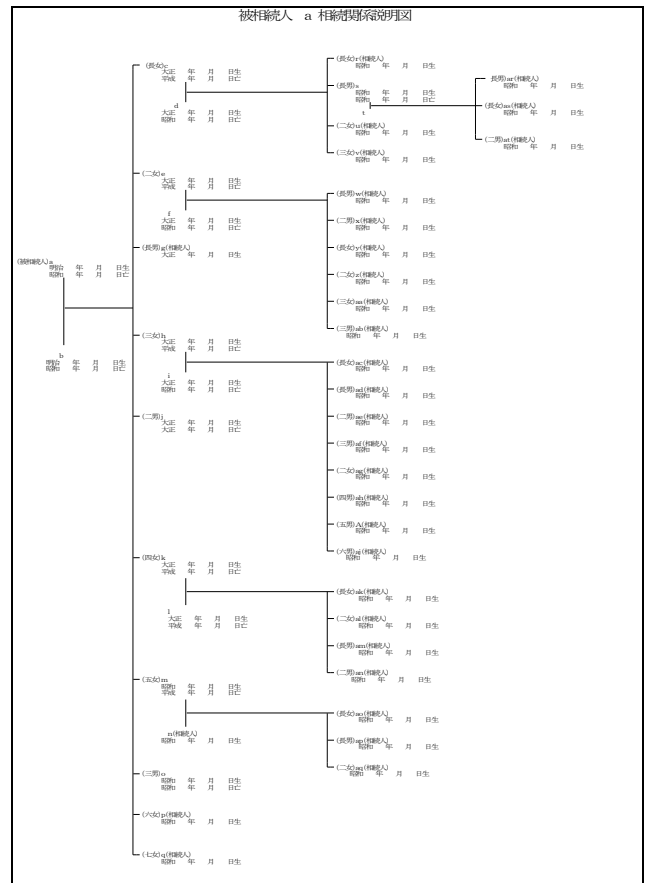 被相続人 a 相続関係説明図
(長女)c
大正 年 月 日生
平成 年 月 日亡
d
大正 年 月 日生
昭和 年 月 日亡
(長女)r(相続人)
昭和 年 月 日生
(長男)s
昭和 年 月 日生
昭和 年 月 日亡
t
(二女)u(相続人)
昭和 年 月 日生
(三女)v(相続人)
昭和 年 月 日生
長男)ar(相続人)
昭和 年 月 日生
(長女)as(相続人)
昭和 年 月 日生
(二男)at(相続人)
昭和 年 月 日生
(二女)e
大正 年 月 日生
平成 年 月 日亡
f
大正 年 月 日生
昭和 年 月 日亡
(長男)w(相続人)
昭和 年 月 日生
(二男)x(相続人)
昭和 年 月 日生
(長女)y(相続人)
昭和 年 月 日生
(二女)z(相続人)
昭和 年 月 日生
(三女)aa(相続人)
昭和 年 月 日生
(三男)ab(相続人)
昭和 年 月 日生
(長男)g(相続人)
大正 年 月 日生
(被相続人)a
明治 年 月 日生
昭和 年 月 日亡
b
明治 年 月 日生
昭和 年 月 日亡
(三女)h
大正 年 月 日生
平成 年 月 日亡
i
大正 年 月 日生
昭和 年 月 日亡
(長女)ac(相続人)
昭和 年 月 日生
(長男)ad(相続人)
昭和 年 月 日生
(二男)ae(相続人)
昭和 年 月 日生
(三男)af(相続人)
昭和 年 月 日生
(二女)ag(相続人)
昭和 年 月 日生
(四男)ah(相続人)
昭和 年 月 日生
(五男)A(相続人)
昭和 年 月 日生
(六男)aj(相続人)
昭和 年 月 日生
(二男)j
大正 年 月 日生
大正 年 月 日亡
(四女)k
大正 年 月 日生
平成 年 月 日亡
l
大正 年 月 日生
平成 年 月 日亡
(長女)ak(相続人)
昭和 年 月 日生
(二女)al(相続人)
昭和 年 月 日生
(長男)am(相続人)
昭和 年 月 日生
(二男)an(相続人)
昭和 年 月 日生
(五女)m
昭和 年 月 日生
平成 年 月 日亡
n(相続人)
昭和 年 月 日生
(長女)ao(相続人)
昭和 年 月 日生
(長男)ap(相続人)
昭和 年 月 日生
(二女)aq(相続人)
昭和 年 月 日生
(三男)o
昭和 年 月 日生
昭和 年 月 日亡
(六女)p(相続人)
昭和 年 月 日生
(七女)q(相続人)
昭和 年 月 日生